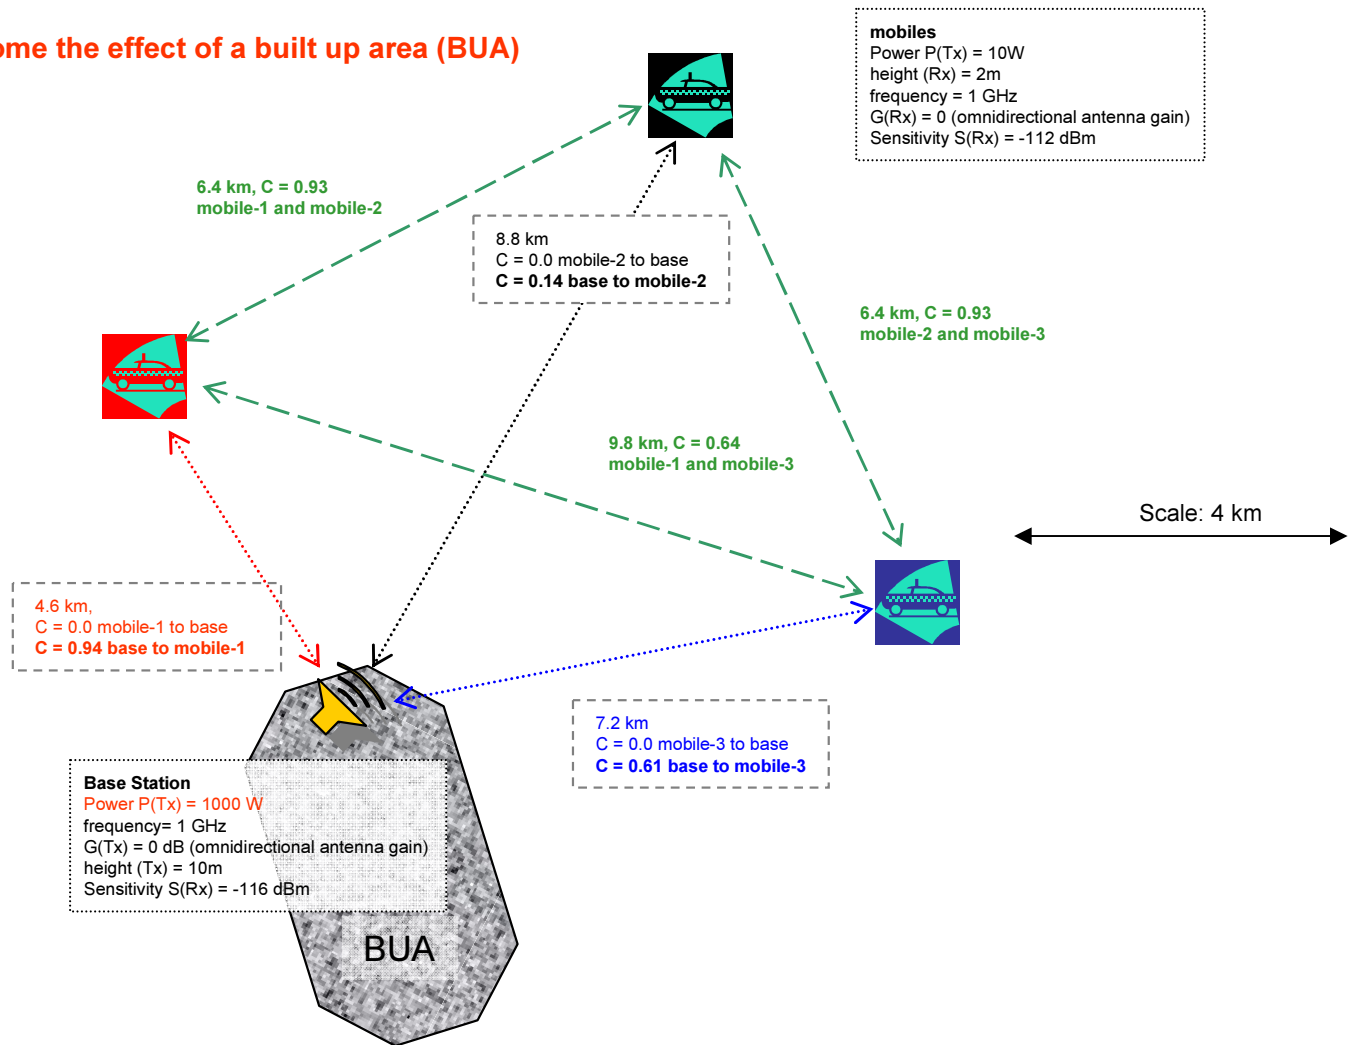 ome the effect of a built up area (BUA)
mobiles
Power P(Tx) = 10W
height (Rx) = 2m
frequency = 1 GHz
G(Rx) = 0 (omnidirectional antenna gain)
Sensitivity S(Rx) = -112 dBm
6.4 km, C = 0.93
mobile-1 and mobile-2
8.8 km
C = 0.0 mobile-2 to base
C = 0.14 base to mobile-2
6.4 km, C = 0.93
mobile-2 and mobile-3
9.8 km, C = 0.64
mobile-1 and mobile-3
Scale: 4 km
4.6 km,
C = 0.0 mobile-1 to base
C = 0.94 base to mobile-1
7.2 km
C = 0.0 mobile-3 to base
C = 0.61 base to mobile-3
Base Station
Power P(Tx) = 1000 W
frequency= 1 GHz
G(Tx) = 0 dB (omnidirectional antenna gain)
height (Tx) = 10m
Sensitivity S(Rx) = -116 dBm
BUA